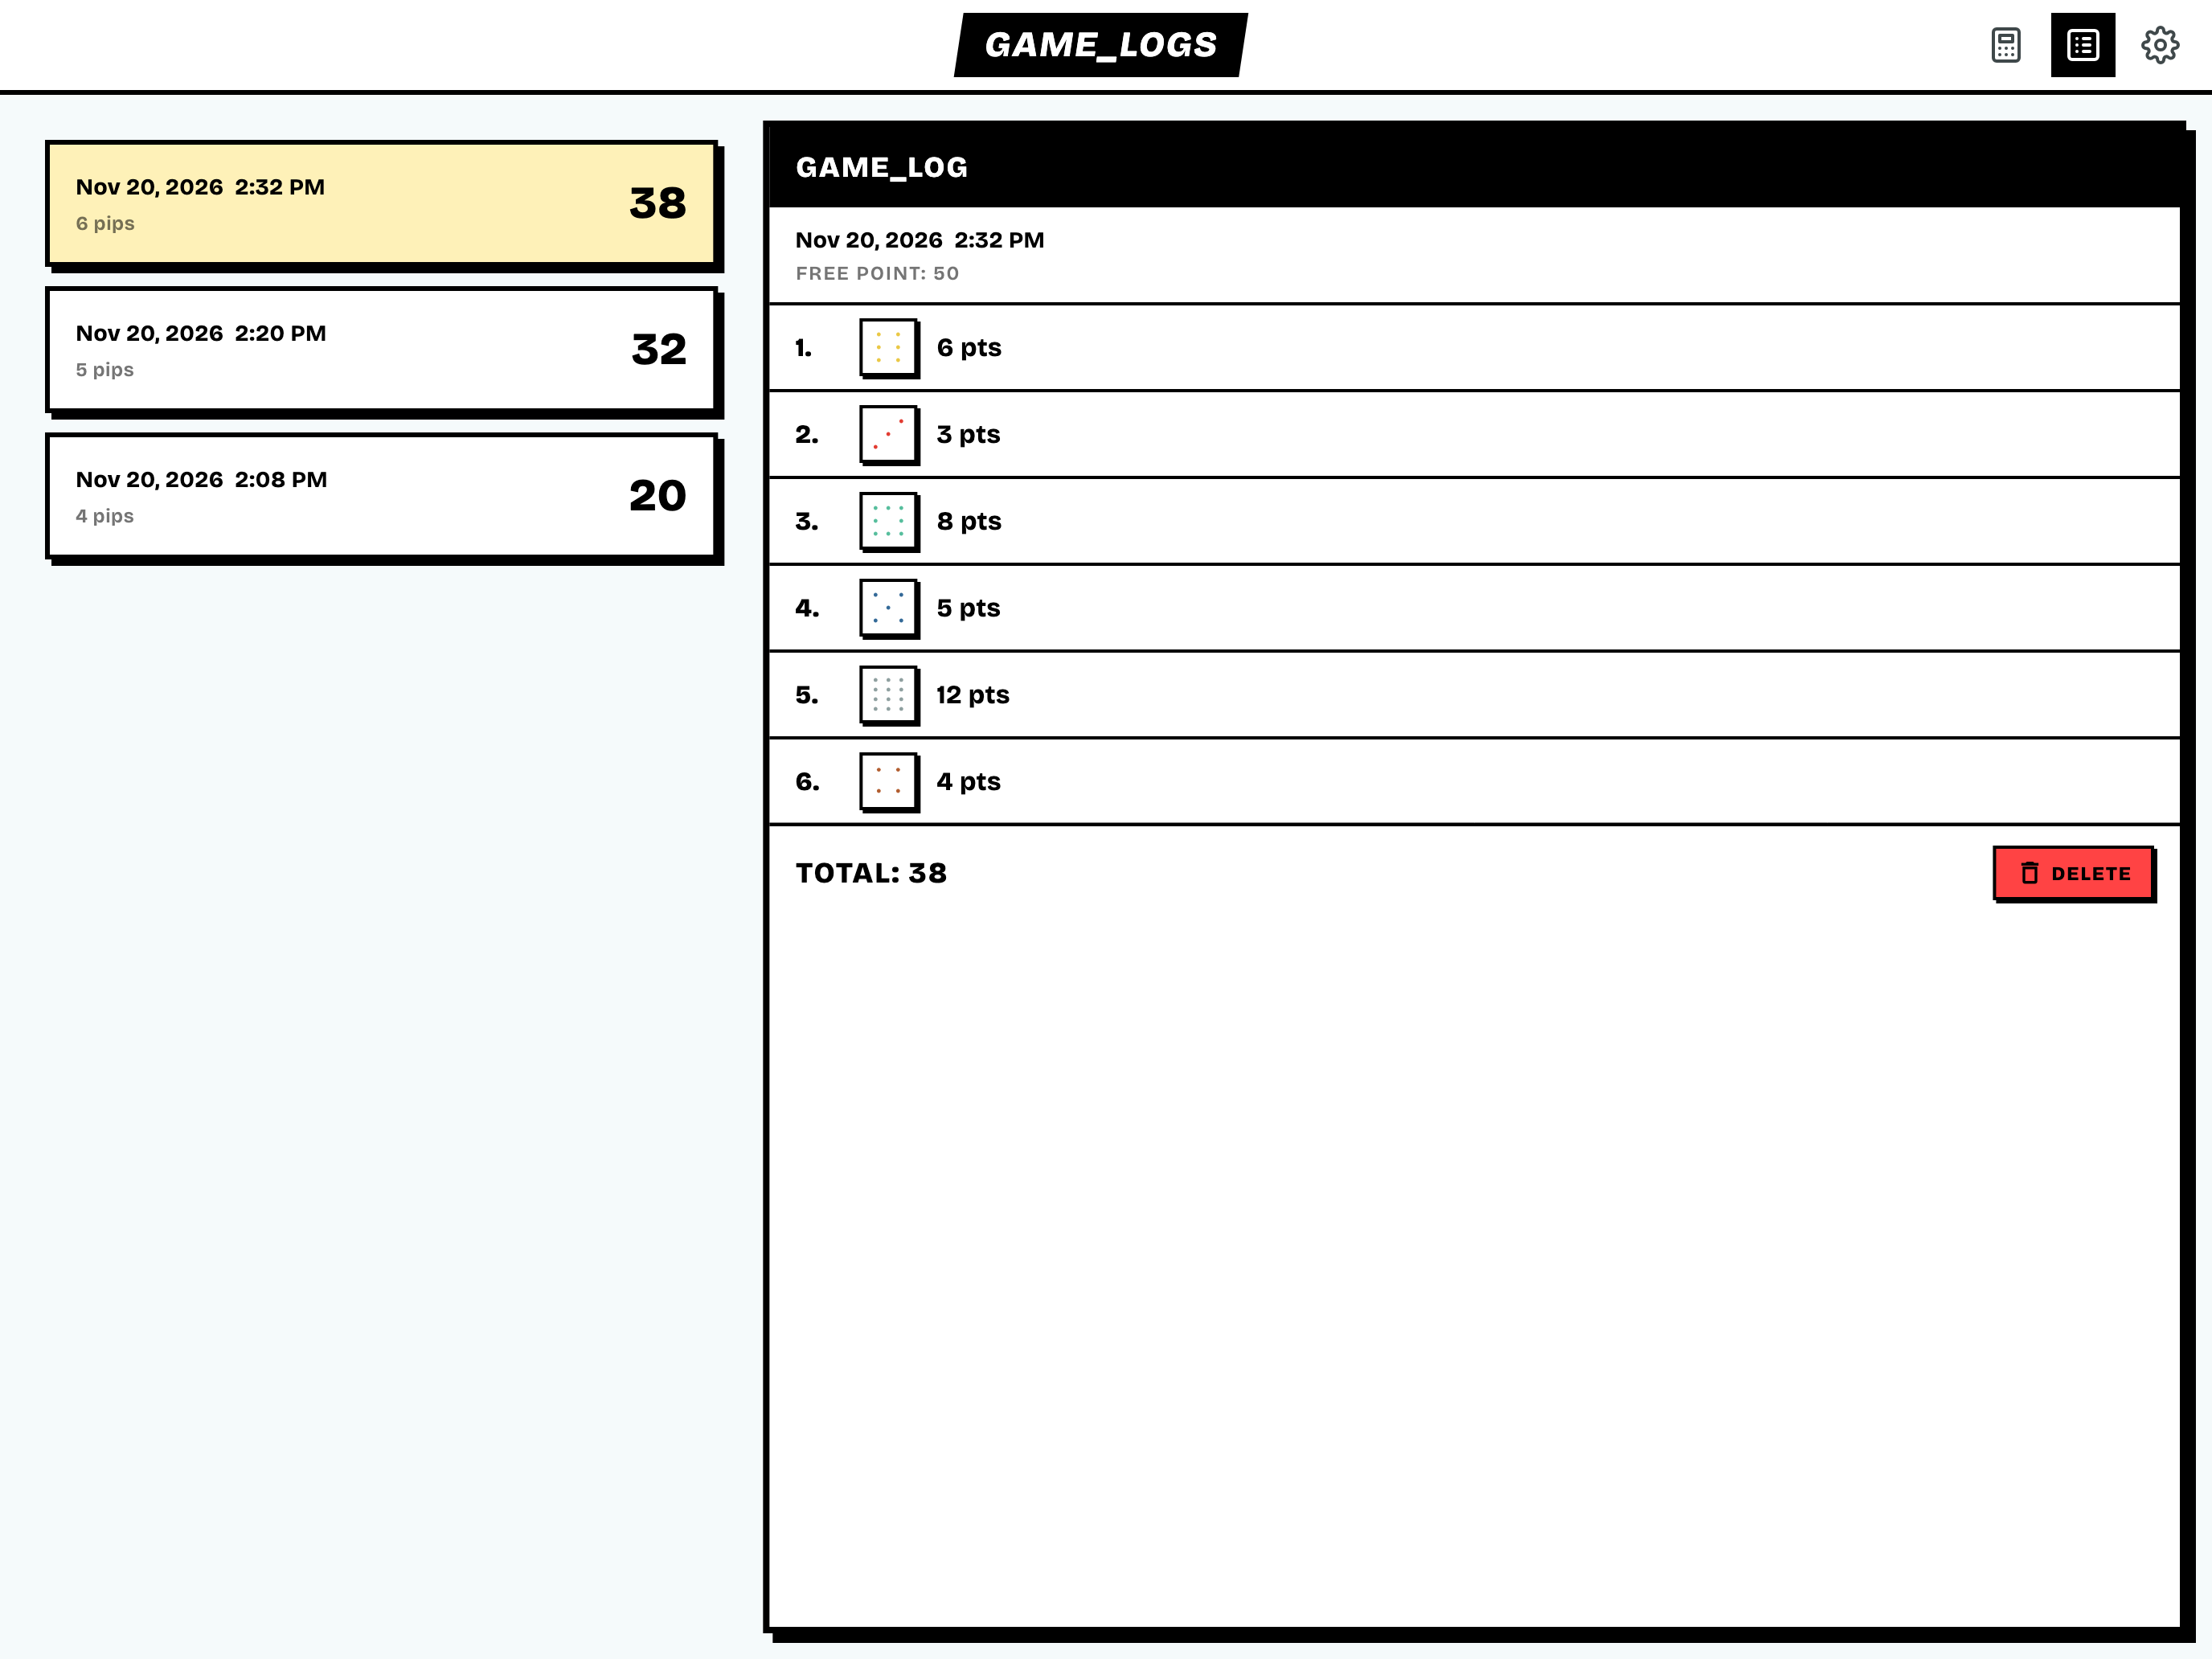 GAME_LOGS
Nov 20, 2026 2:32 PM
6 pips
38
Nov 20, 2026 2:20 PM
5 pips
32
Nov 20, 2026 2:08 PM
4 pips
20
GAME_LOG
Nov 20, 2026 2:32 PM
FREE POINT: 50
1. 6 pts
2. 3 pts
3. 8 pts
4. 5 pts
5. 12 pts
6. 4 pts
TOTAL: 38
DELETE